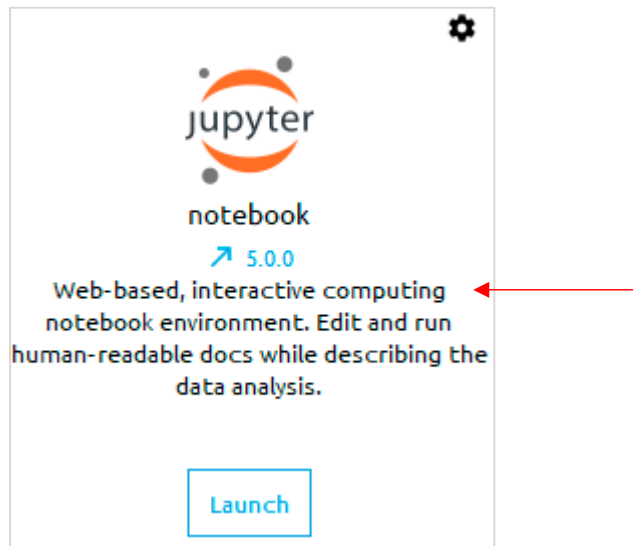 jupyter
notebook
5.0.0
Web-based, interactive computing
notebook environment. Edit and run
human-readable docs while describing the
data analysis.
Launch